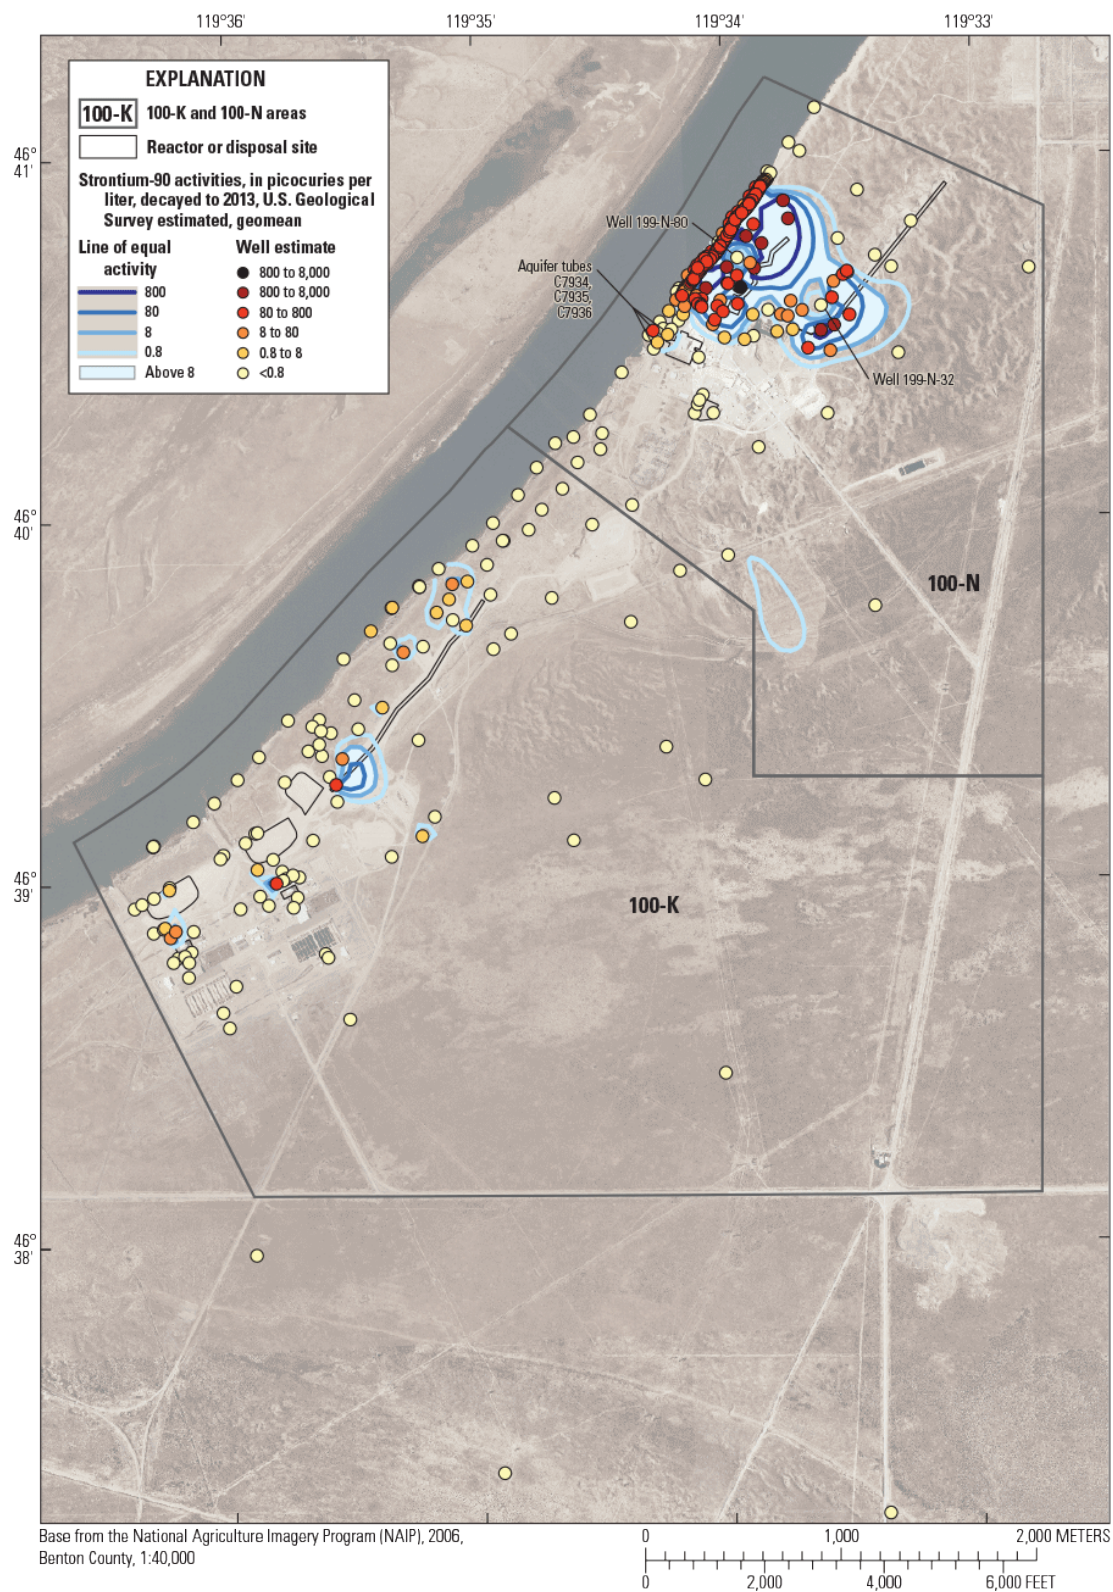 119°36' 119°35' 119°34' 119°33'
EXPLANATION
100-K 100-K and 100-N areas
Reactor or disposal site
Strontium-90 activities, in picocuries per
liter, decayed to 2013, U.S. Geological
Survey estimated, geomean
Line of equal
activity
800
80
8
0.8
Above 8
Well estimate
800 to 8,000
800 to 8,000
80 to 800
8 to 80
0.8 to 8
<0.8
46°
41'
Well 199-N-80
Aquifer tubes
C7934,
C7935,
C7936
Well 199-N-32
46°
40'
100-N
46°
39'
100-K
46°
38'
Base from the National Agriculture Imagery Program (NAIP), 2006,
Benton County, 1:40,000
0 1,000 2,000 METERS
0 2,000 4,000 6,000 FEET